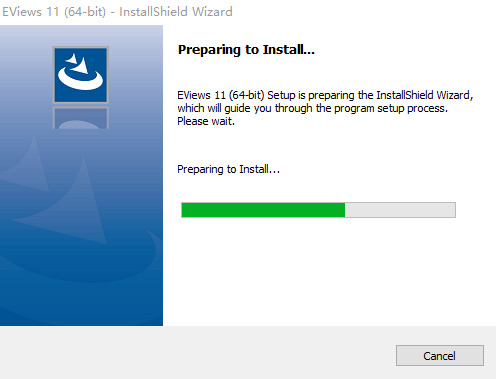 EViews 11 (64-bit) - InstallShield Wizard
Preparing to Install...
EViews 11 (64-bit) Setup is preparing the InstallShield Wizard,
which will guide you through the program setup process.
Please wait.
Preparing to Install...
Cancel